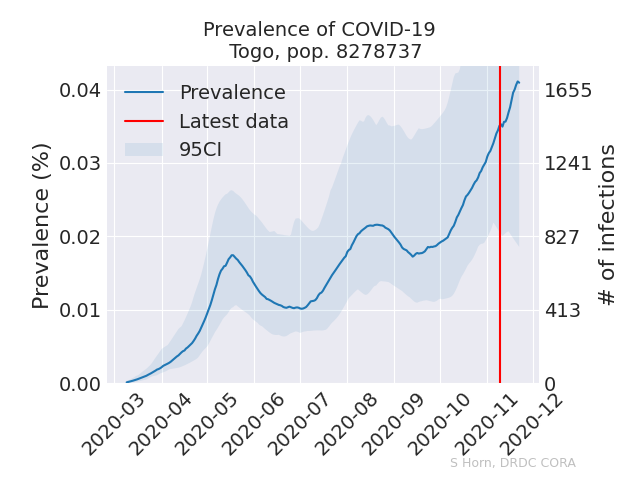 Prevalence of COVID-19
Togo, pop. 8278737
Prevalence
Latest data
95CI
Prevalence (%)
0.04
0.03
0.02
0.01
0.00
1655
1241
827
413
0
# of infections
2020-03
2020-04
2020-05
2020-06
2020-07
2020-08
2020-09
2020-10
2020-11
2020-12
S Horn, DRDC CORA